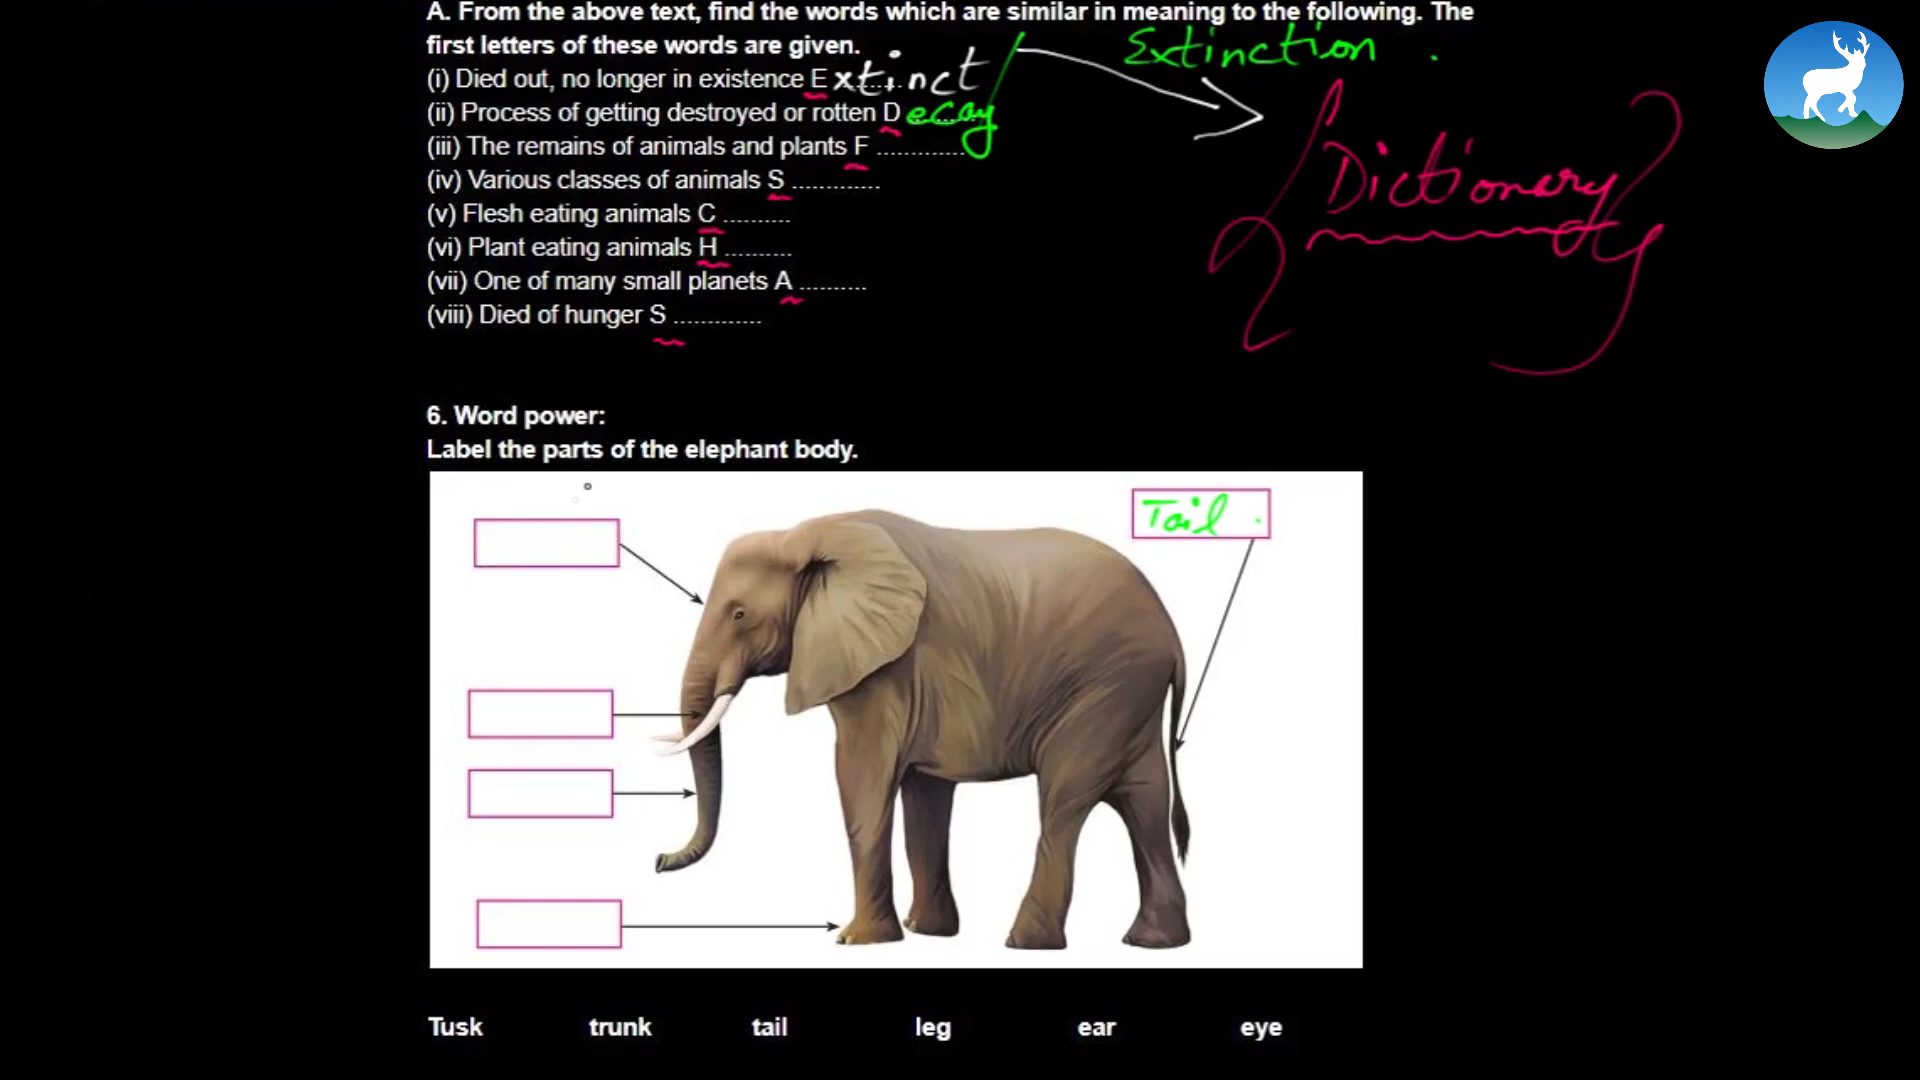 A. From the above text, find the words which are similar in meaning to the following. The
first letters of these words are given.
Extinction.
(i) Died out, no longer in existence Extinct
(ii) Process of getting destroyed or rotten Decay
(iii) The remains of animals and plants F .............
(iv) Various classes of animals S .............
Dictionary
(v) Flesh eating animals C ..........
(vi) Plant eating animals H ..........
(vii) One of many small planets A ..........
(viii) Died of hunger S .............
6. Word power:
Label the parts of the elephant body.
Tail.
Tusk trunk tail leg ear eye